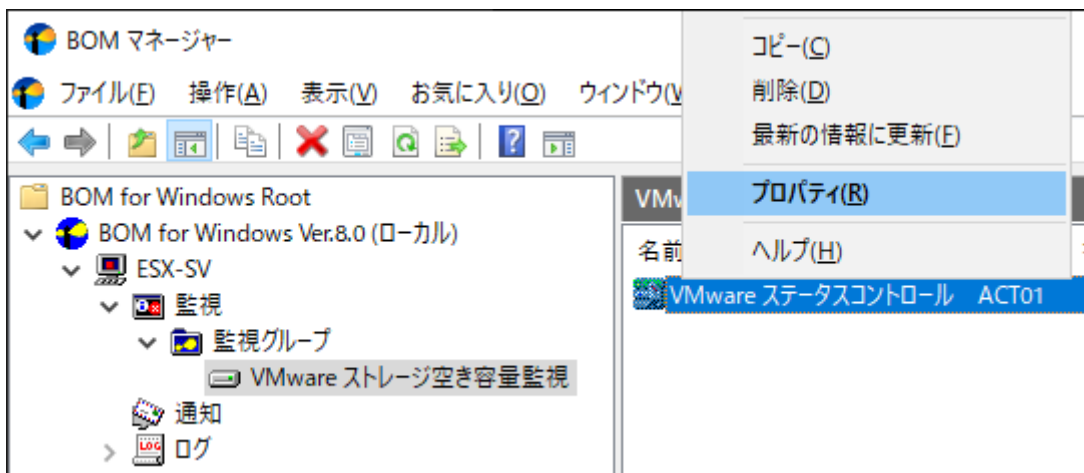 BOM マネージャー
ファイル(F) 操作(A) 表示(V) お気に入り(O) ウィンドウ(V
コピー(C)
削除(D)
最新の情報に更新(F)
プロパティ(R)
ヘルプ(H)
BOM for Windows Root
BOM for Windows Ver.8.0 (ローカル)
ESX-SV
監視
監視グループ
VMware ストレージ空き容量監視
通知
ログ
名前
VMware ステータスコントロール ACT01